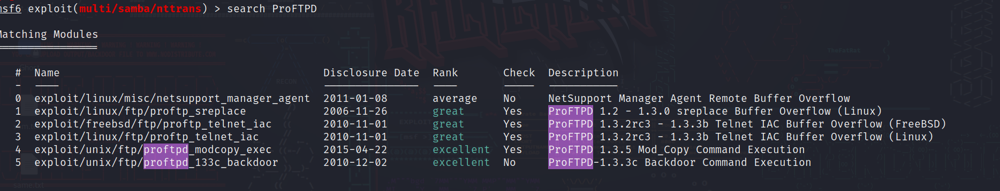 msf6 exploit(multi/samba/nttrans) > search ProFTPD
Matching Modules
================
# Name Disclosure Date Rank Check Description
- ---- --------------- ---- ----- -----------
0 exploit/linux/misc/netsupport_manager_agent 2011-01-08 average No NetSupport Manager Agent Remote Buffer Overflow
1 exploit/linux/ftp/proftp_sreplace 2006-11-26 great Yes ProFTPD 1.2 - 1.3.0 sreplace Buffer Overflow (Linux)
2 exploit/freebsd/ftp/proftp_telnet_iac 2010-11-01 great Yes ProFTPD 1.3.2rc3 - 1.3.3b Telnet IAC Buffer Overflow (FreeBSD)
3 exploit/linux/ftp/proftp_telnet_iac 2010-11-01 great Yes ProFTPD 1.3.2rc3 - 1.3.3b Telnet IAC Buffer Overflow (Linux)
4 exploit/unix/ftp/proftpd_modcopy_exec 2015-04-22 excellent Yes ProFTPD 1.3.5 Mod_Copy Command Execution
5 exploit/unix/ftp/proftpd_133c_backdoor 2010-12-02 excellent No ProFTPD-1.3.3c Backdoor Command Execution
Ghost
RECON
TheFatRat
same.txt